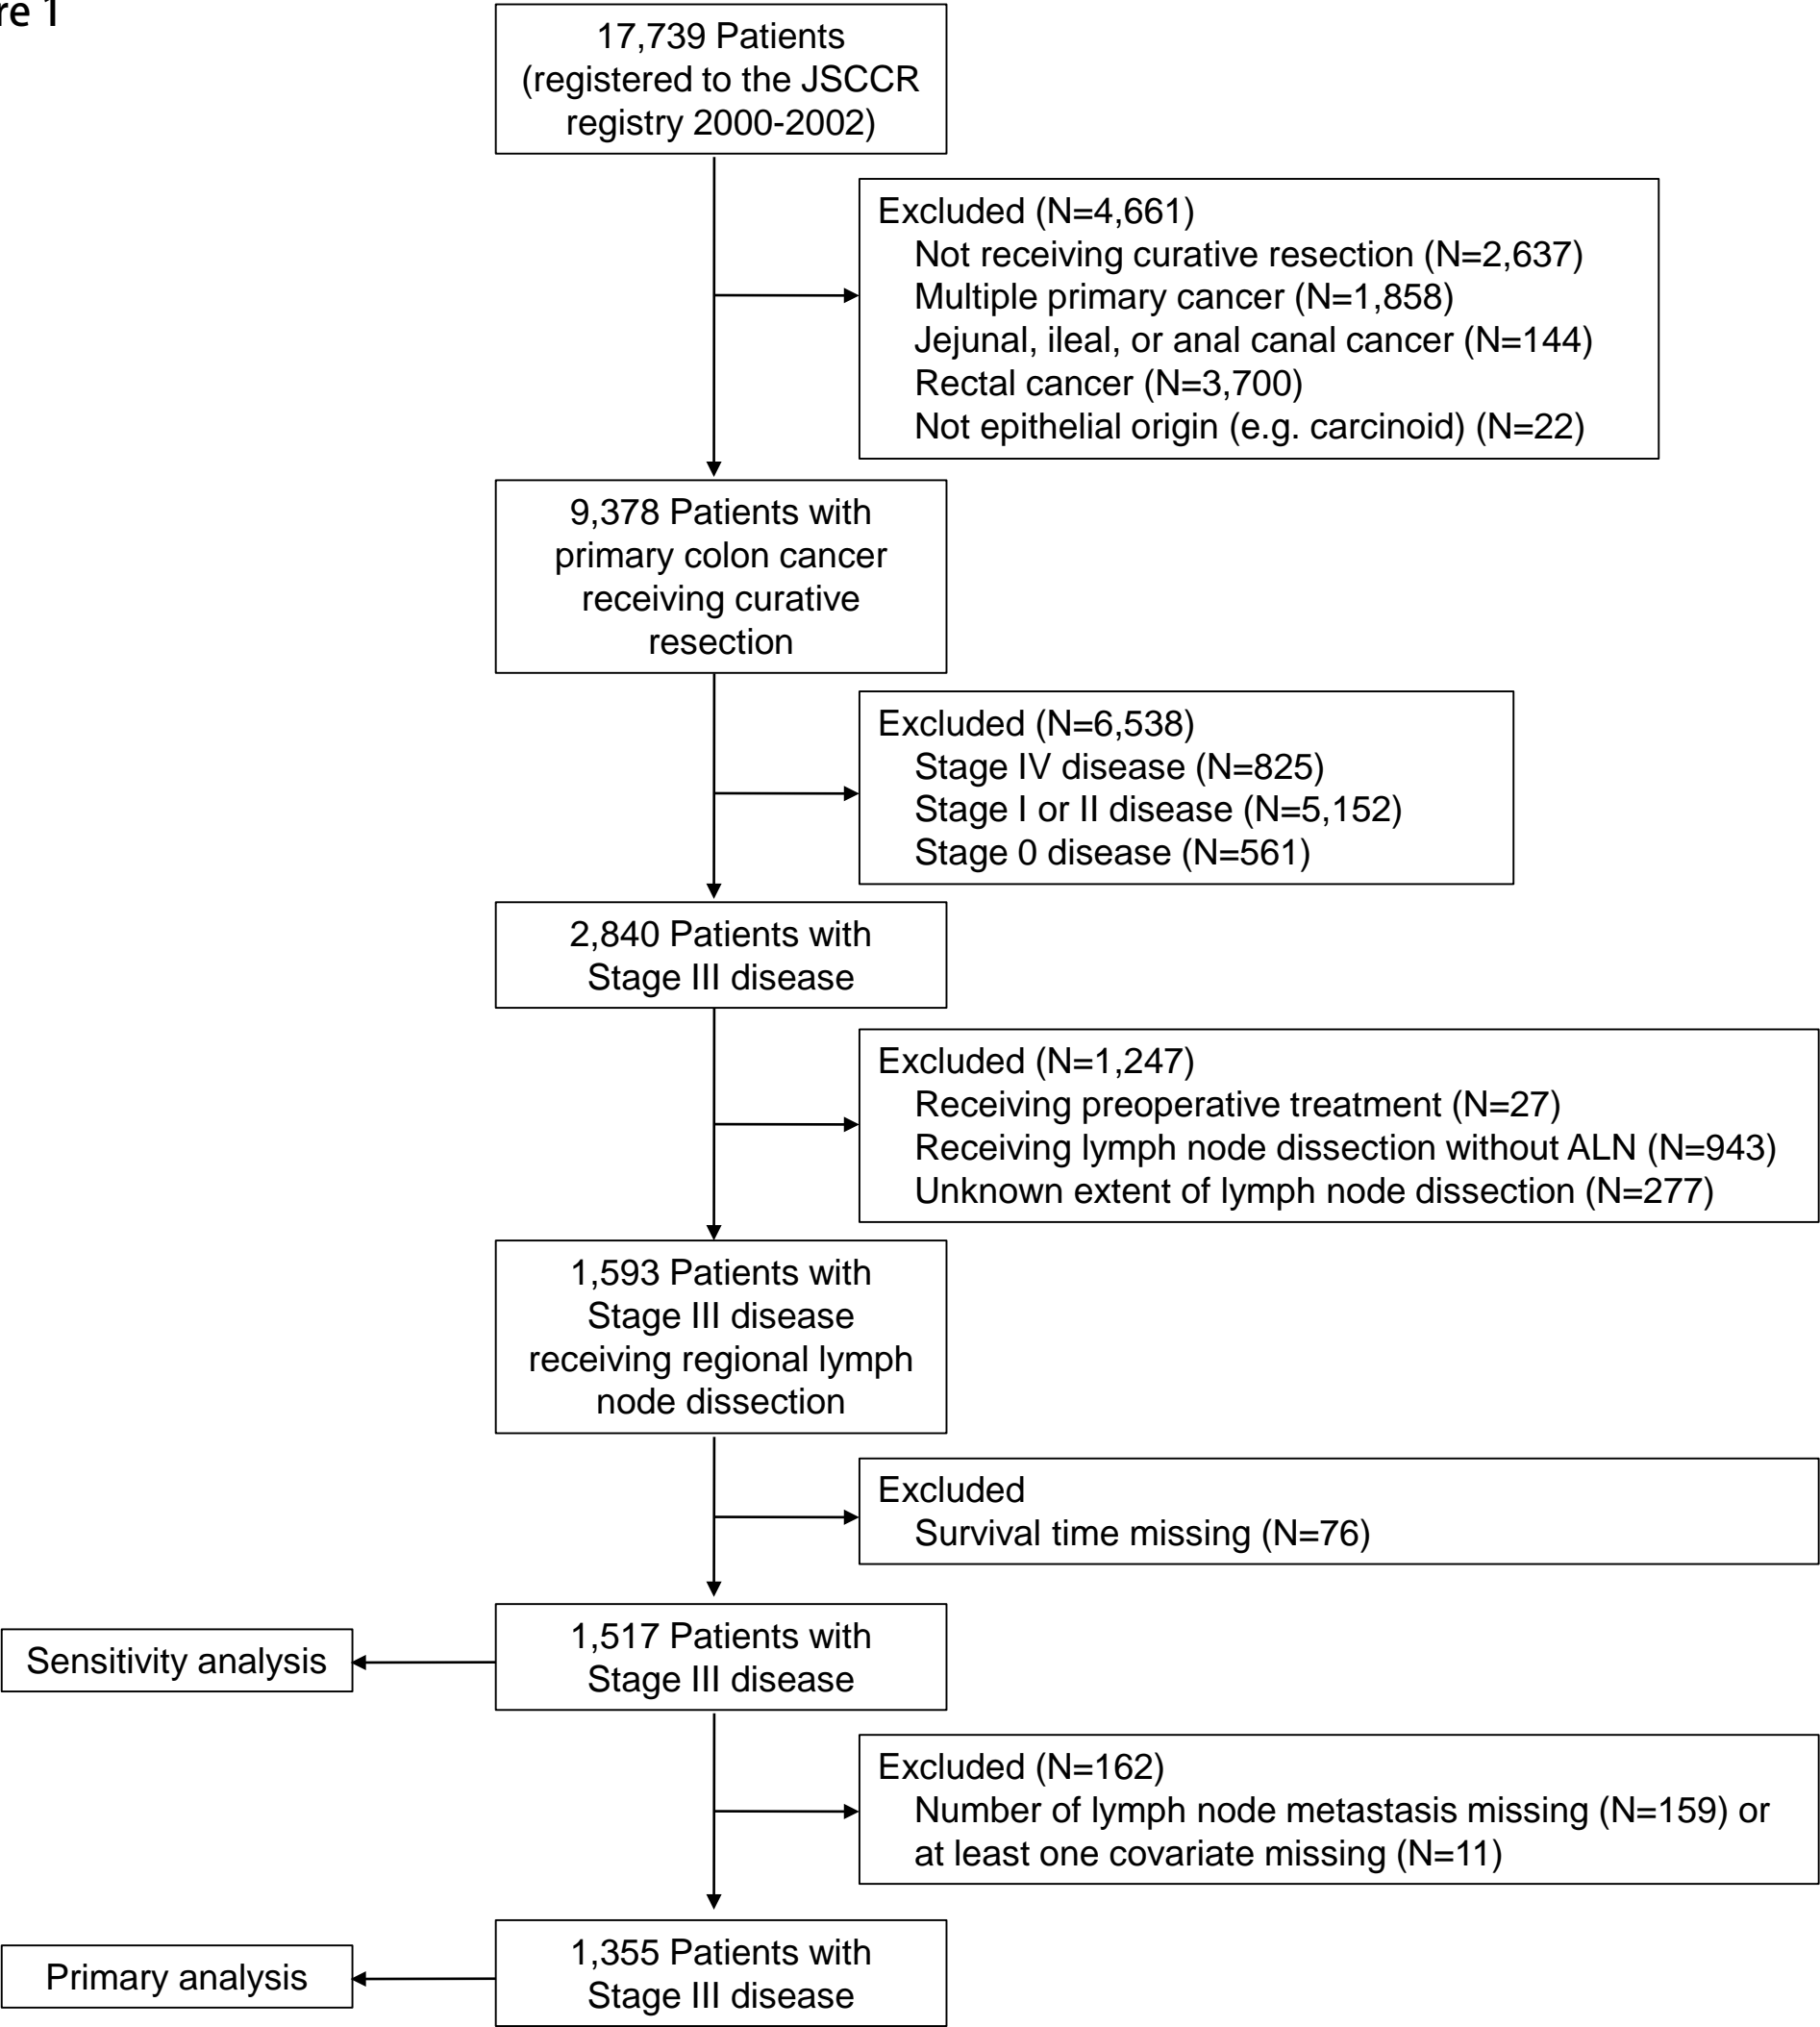 re 1
17,739 Patients
(registered to the JSCCR
registry 2000-2002)
Excluded (N=4,661)
Not receiving curative resection (N=2,637)
Multiple primary cancer (N=1,858)
Jejunal, ileal, or anal canal cancer (N=144)
Rectal cancer (N=3,700)
Not epithelial origin (e.g. carcinoid) (N=22)
9,378 Patients with
primary colon cancer
receiving curative
resection
Excluded (N=6,538)
Stage IV disease (N=825)
Stage I or II disease (N=5,152)
Stage 0 disease (N=561)
2,840 Patients with
Stage III disease
Excluded (N=1,247)
Receiving preoperative treatment (N=27)
Receiving lymph node dissection without ALN (N=943)
Unknown extent of lymph node dissection (N=277)
1,593 Patients with
Stage III disease
receiving regional lymph
node dissection
Excluded
Survival time missing (N=76)
Sensitivity analysis
1,517 Patients with
Stage III disease
Excluded (N=162)
Number of lymph node metastasis missing (N=159) or
at least one covariate missing (N=11)
Primary analysis
1,355 Patients with
Stage III disease